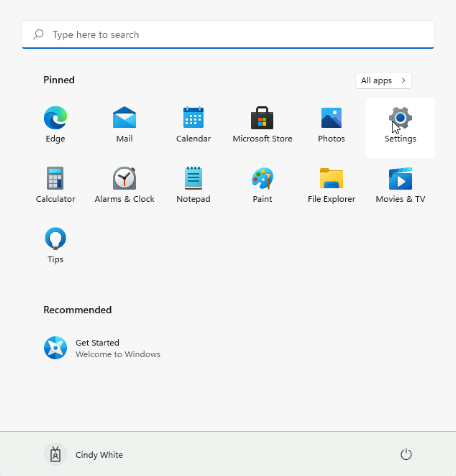 Type here to search
Pinned
All apps
Edge
Mail
Calendar
Microsoft Store
Photos
Settings
Calculator
Alarms & Clock
Notepad
Paint
File Explorer
Movies & TV
Tips
Recommended
Get Started
Welcome to Windows
Cindy White